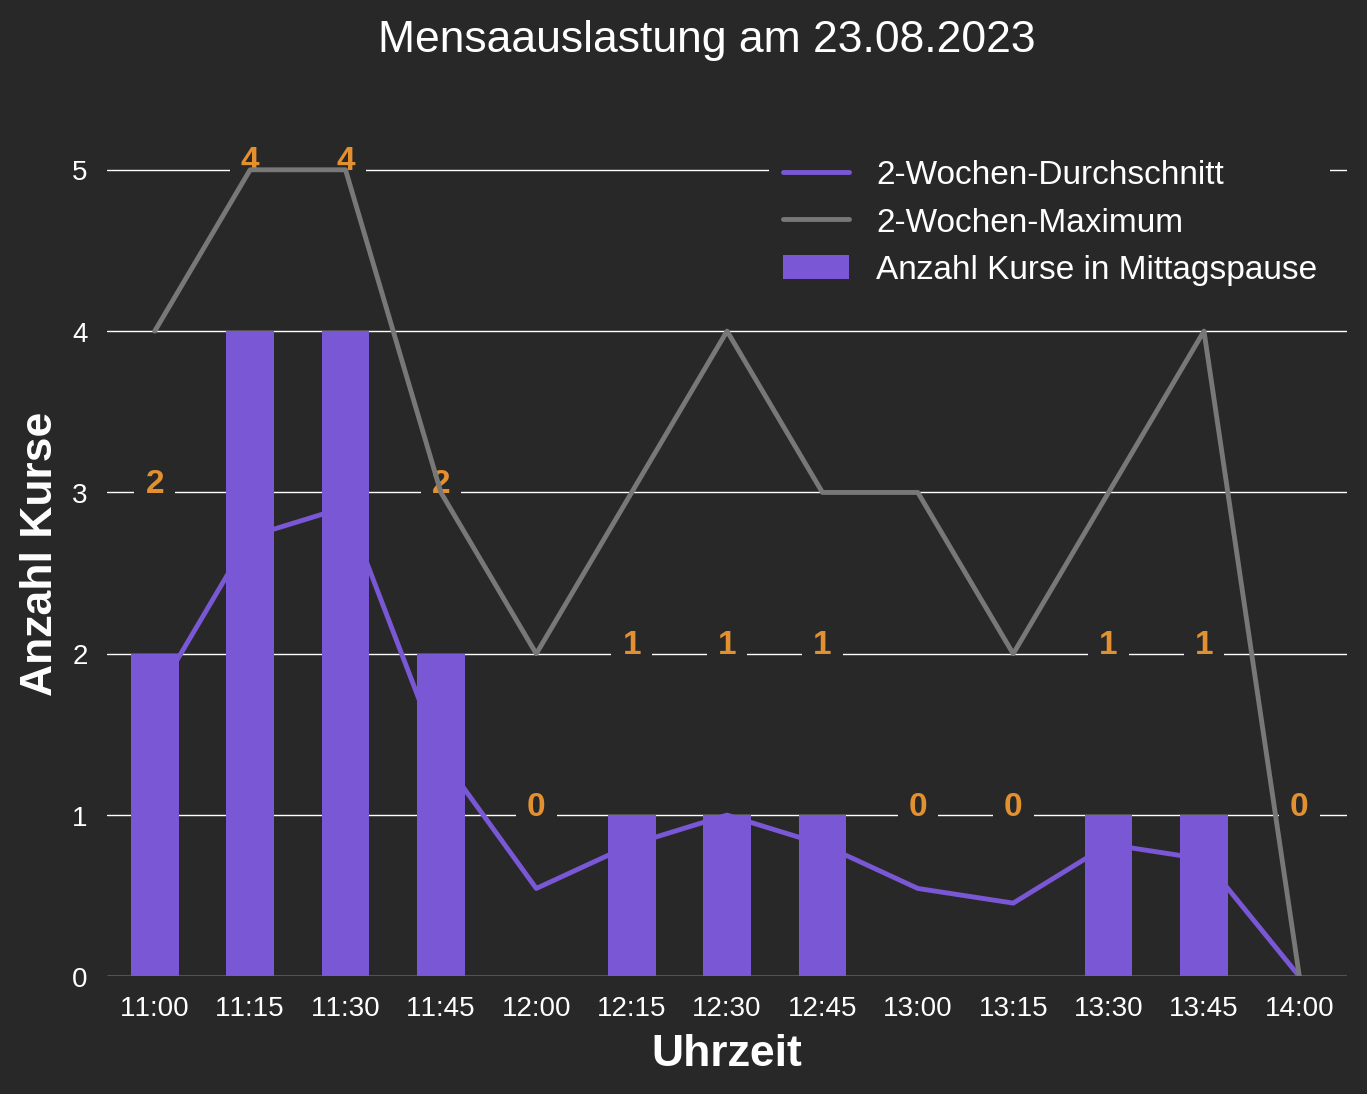 Mensaauslastung am 23.08.2023
2-Wochen-Durchschnitt
2-Wochen-Maximum
Anzahl Kurse in Mittagspause
Anzahl Kurse
5
4
3
2
1
0
2
4
4
2
0
1
1
1
0
0
1
1
0
11:00 11:15 11:30 11:45 12:00 12:15 12:30 12:45 13:00 13:15 13:30 13:45 14:00
Uhrzeit